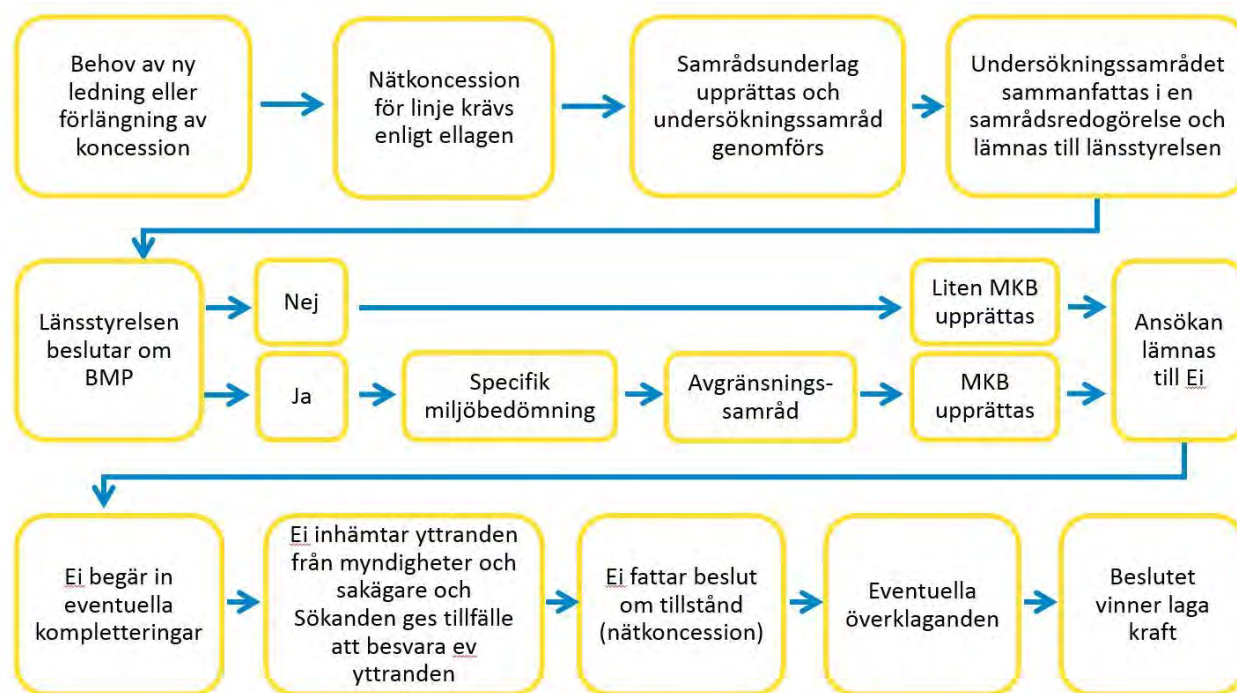 Behov av ny
ledning eller
förlängning av
koncession
Nätkoncession
för linje krävs
enligt ellagen
Samrådsunderlag
upprättas och
undersökningssamråd
genomförs
Undersökningssamrådet
sammanfattas i en
samrådsredogörelse och
lämnas till länsstyrelsen
Länsstyrelsen
beslutar om
BMP
Nej
Liten MKB
upprättas
Ja
Specifik
miljöbedömning
Avgränsnings-
samråd
MKB
upprättas
Ansökan
lämnas
till Ei
Ei begär in
eventuella
kompletteringar
Ei inhämtar yttranden
från myndigheter och
sakägare och
Sökanden ges tillfälle
att besvara ev
yttranden
Ei fattar beslut
om tillstånd
(nätkoncession)
Eventuella
överklaganden
Beslutet
vinner laga
kraft